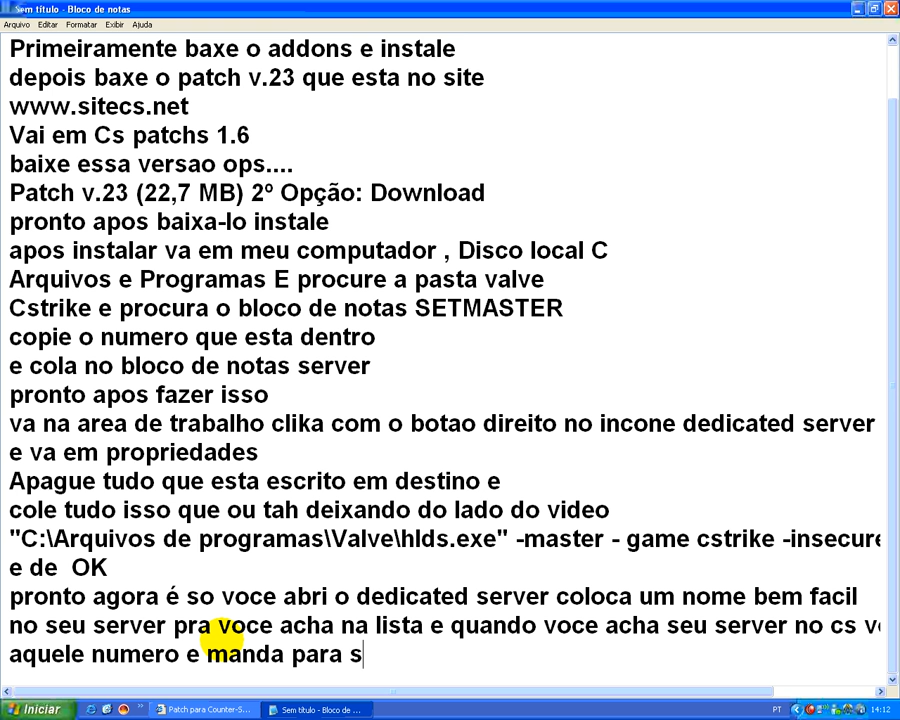 Sem título - Bloco de notas
Arquivo Editar Formatar Exibir Ajuda
Primeiramente baxe o addons e instale
depois baxe o patch v.23 que esta no site
www.sitecs.net
Vai em Cs patchs 1.6
baixe essa versao ops....
Patch v.23 (22,7 MB) 2º Opção: Download
pronto apos baixa-lo instale
apos instalar va em meu computador , Disco local C
Arquivos e Programas E procure a pasta valve
Cstrike e procura o bloco de notas SETMASTER
copie o numero que esta dentro
e cola no bloco de notas server
pronto apos fazer isso
va na area de trabalho clika com o botao direito no incone dedicated server
e va em propriedades
Apague tudo que esta escrito em destino e
cole tudo isso que ou tah deixando do lado do video
"C:\Arquivos de programas\Valve\hlds.exe" -master - game cstrike -insecure
e de  OK
pronto agora é so voce abri o dedicated server coloca um nome bem facil
no seu server pra voce acha na lista e quando voce acha seu server no cs
aquele numero e manda para s
Iniciar
Patch para Counter-S...
Sem título - Bloco de ...
PT
14:12